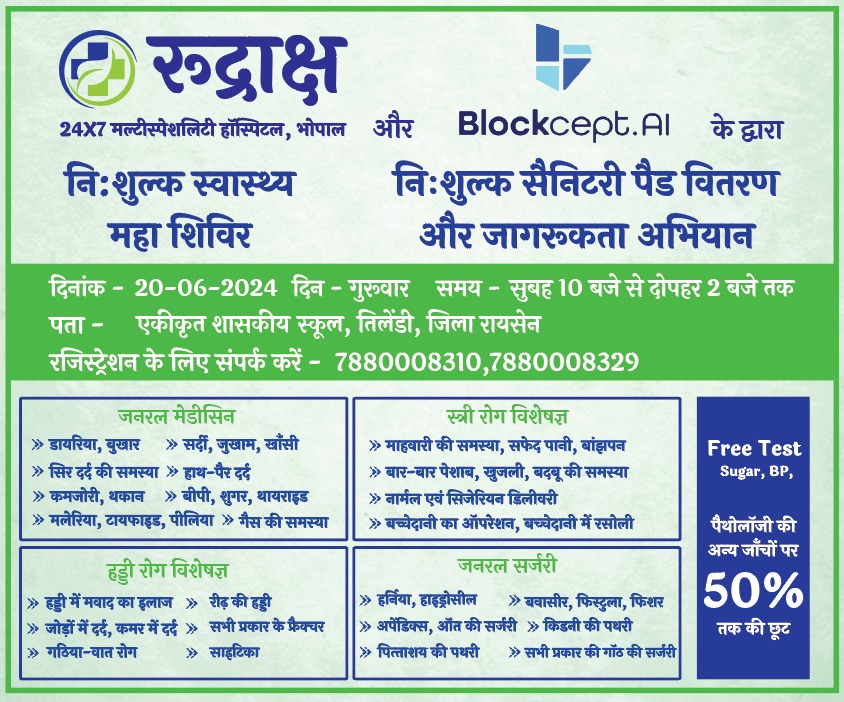 रुद्राक्ष
24X7 मल्टीस्पेशलिटी हॉस्पिटल, भोपाल और Blockcept.AI के द्वारा
नि:शुल्क स्वास्थ्य
महा शिविर
नि:शुल्क सैनिटरी पैड वितरण
और जागरूकता अभियान
दिनांक - 20-06-2024 दिन - गुरूवार समय - सुबह 10 बजे से दोपहर 2 बजे तक
पता - एकीकृत शासकीय स्कूल, तिलेंडी, जिला रायसेन
रजिस्ट्रेशन के लिए संपर्क करें - 7880008310,7880008329
जनरल मेडीसिन
» डायरिया, बुखार » सर्दी, जुखाम, खाँसी
» सिर दर्द की समस्या » हाथ-पैर दर्द
» कमजोरी, थकान » बीपी, शुगर, थायराइड
» मलेरिया, टायफाइड, पीलिया » गैस की समस्या
स्त्री रोग विशेषज्ञ
» माहवारी की समस्या, सफेद पानी, बांझपन
» बार-बार पेशाब, खुजली, बदबू की समस्या
» नार्मल एवं सिजेरियन डिलीवरी
» बच्चेदानी का ऑपरेशन, बच्चेदानी में रसोली
हड्डी रोग विशेषज्ञ
» हड्डी में मवाद का इलाज » रीढ़ की हड्डी
» जोड़ों में दर्द, कमर में दर्द » सभी प्रकार के फ्रैक्चर
» गठिया-वात रोग » साइटिका
जनरल सर्जरी
» हर्निया, हाइड्रोसील » बवासीर, फिस्टुला, फिशर
» अपेंडिक्स, आँत की सर्जरी » किडनी की पथरी
» पित्ताशय की पथरी » सभी प्रकार की गाँठ की सर्जरी
Free Test
Sugar, BP,
पैथोलॉजी की
अन्य जाँचों पर
50%
तक की छूट